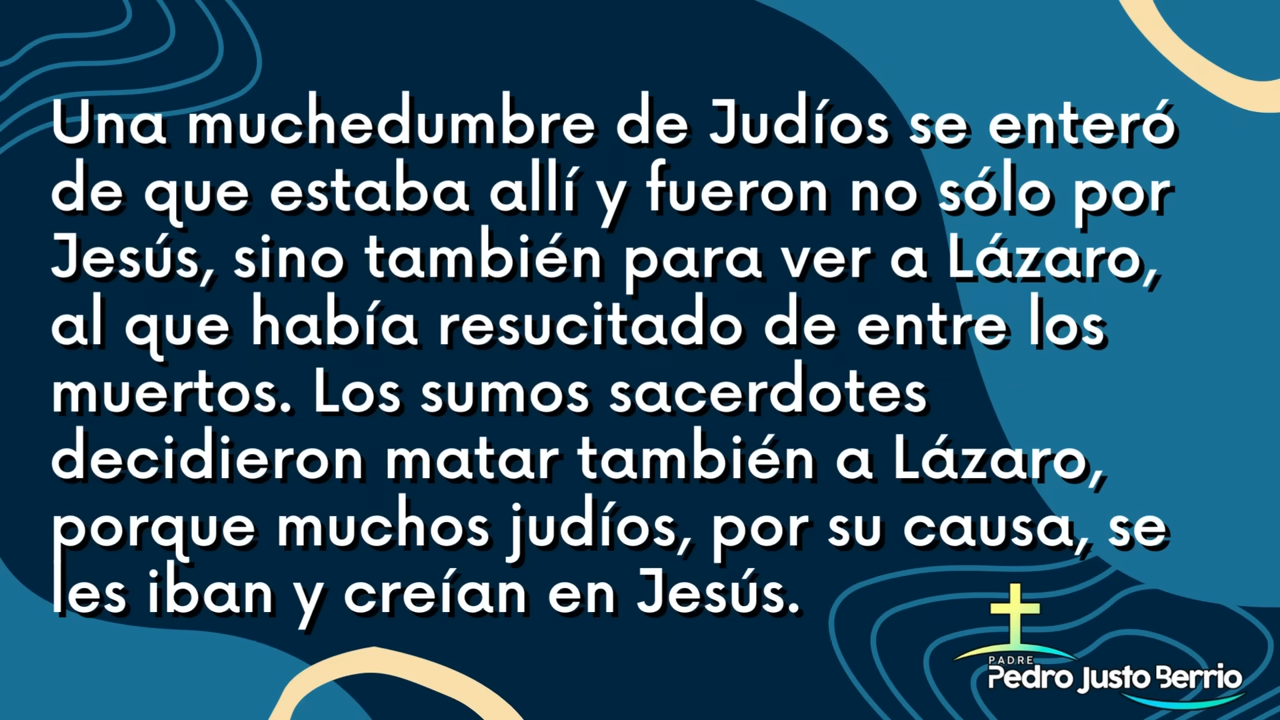 Una muchedumbre de Judíos se enteró
de que estaba allí y fueron no sólo por
Jesús, sino también para ver a Lázaro,
al que había resucitado de entre los
muertos. Los sumos sacerdotes
decidieron matar también a Lázaro,
porque muchos judíos, por su causa, se
les iban y creían en Jesús.
PADRE
Pedro Justo Berrio